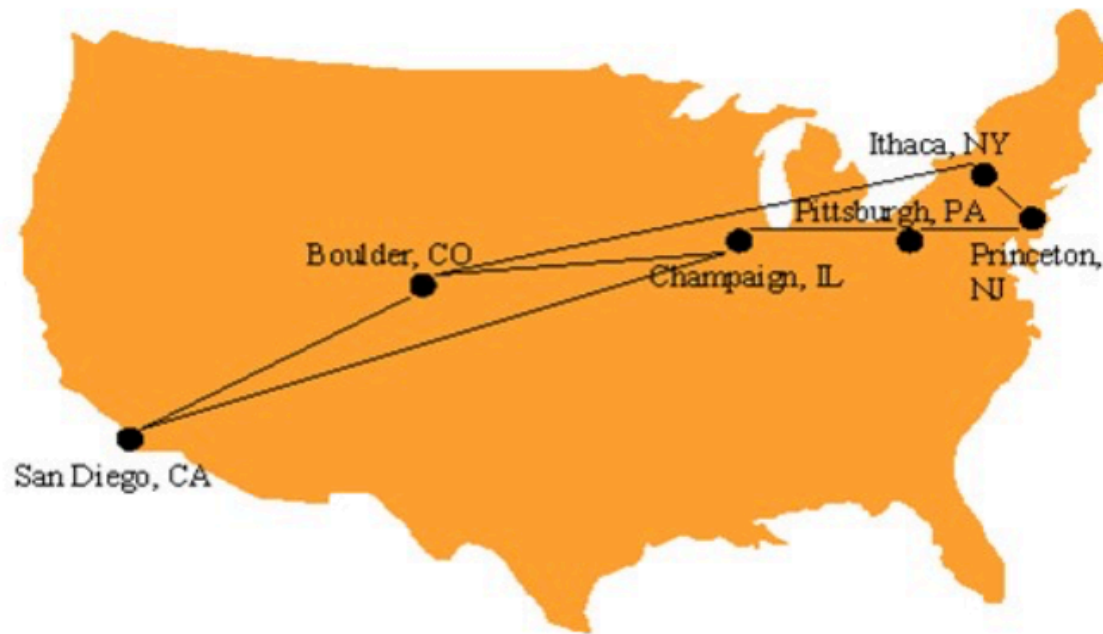 Ithaca, NY
Pittsburgh, PA
Boulder, CO
Champaign, IL
Princeton,
NJ
San Diego, CA